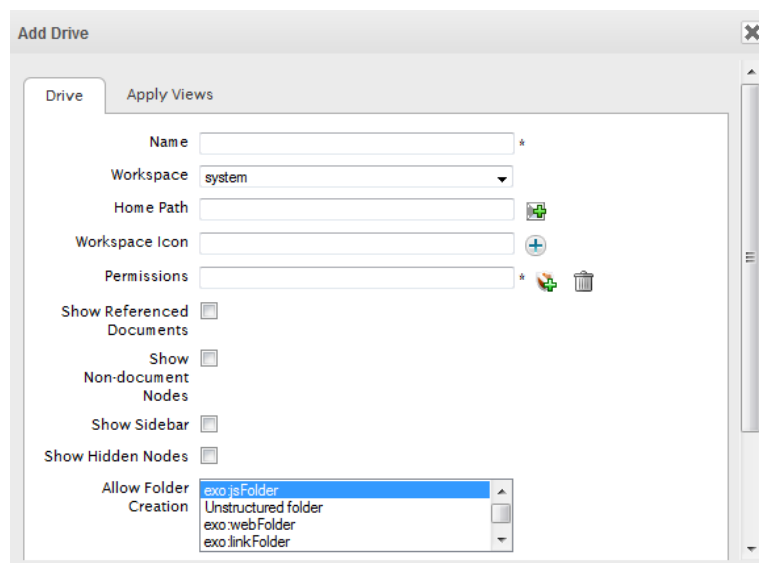 Add Drive
Drive
Apply Views
Name
*
Workspace
system
Home Path
Workspace Icon
Permissions
*
Show Referenced
Documents
Show
Non-document
Nodes
Show Sidebar
Show Hidden Nodes
Allow Folder
Creation
exo:jsFolder
Unstructured folder
exo:webFolder
exo:linkFolder